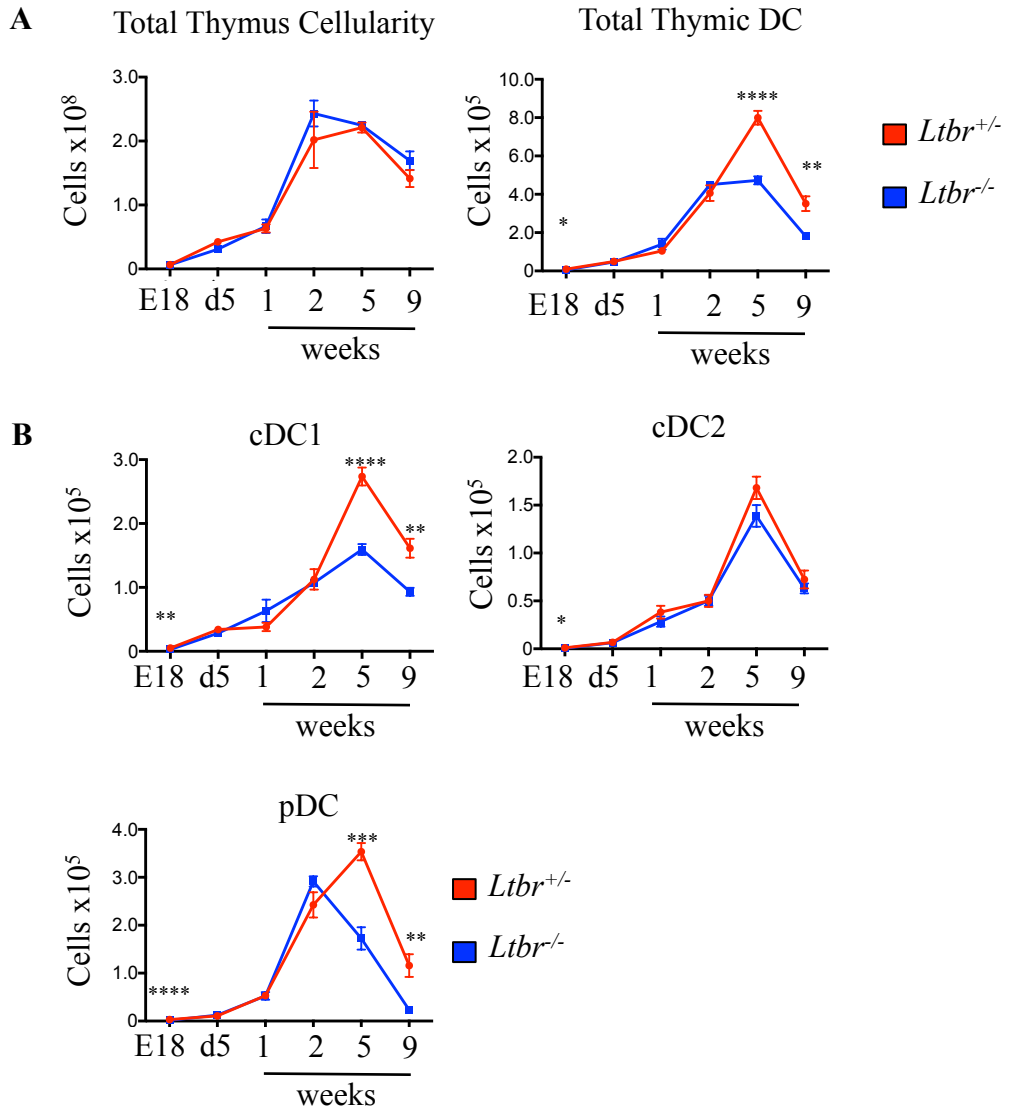 A
Total Thymus Cellularity
Cells x10⁸
3.0
2.0
1.0
0
E18 d5 1 2 5 9
weeks
Total Thymic DC
Cells x10⁵
10.0
8.0
6.0
4.0
2.0
0
*
****
**
E18 d5 1 2 5 9
weeks
Ltbr⁺/⁻
Ltbr⁻/⁻
B
cDC1
Cells x10⁵
3.0
2.0
1.0
0
**
****
**
E18 d5 1 2 5 9
weeks
cDC2
Cells x10⁵
2.0
1.5
1.0
0.5
0
*
E18 d5 1 2 5 9
weeks
pDC
Cells x10⁵
4.0
3.0
2.0
1.0
0
****
***
**
E18 d5 1 2 5 9
weeks
Ltbr⁺/⁻
Ltbr⁻/⁻